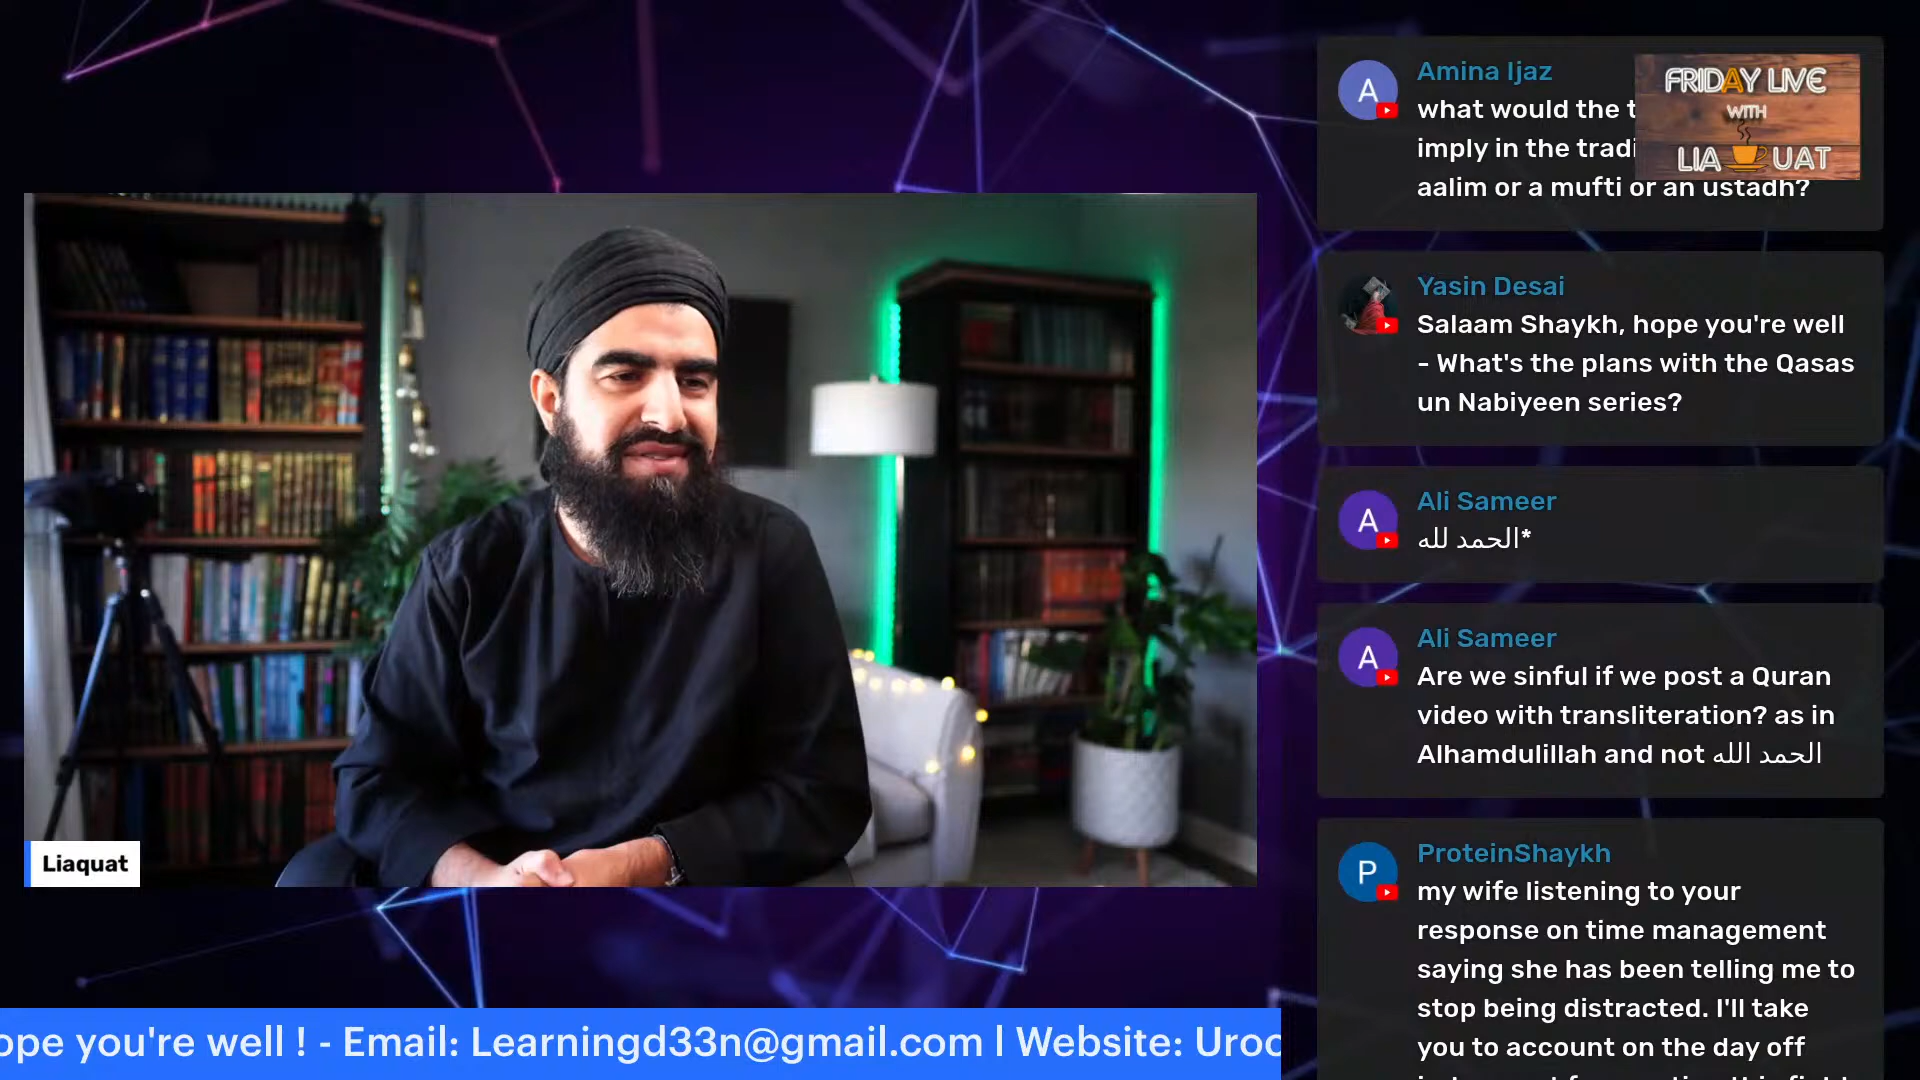 Amina Ijaz
what would the
imply in the
aalim or a mufti or an ustadh?
FRIDAY LIVE
WITH
LIA UAT
Yasin Desai
Salaam Shaykh, hope you're well
- What's the plans with the Qasas
un Nabiyeen series?
Ali Sameer
الحمد لله*
Ali Sameer
Are we sinful if we post a Quran
video with transliteration? as in
Alhamdulillah and not الحمد الله
ProteinShaykh
my wife listening to your
response on time management
saying she has been telling me to
stop being distracted. I'll take
you to account on the day off
A
A
A
P
Liaquat
ope you're well ! - Email: Learningd33n@gmail.com | Website: Uroo